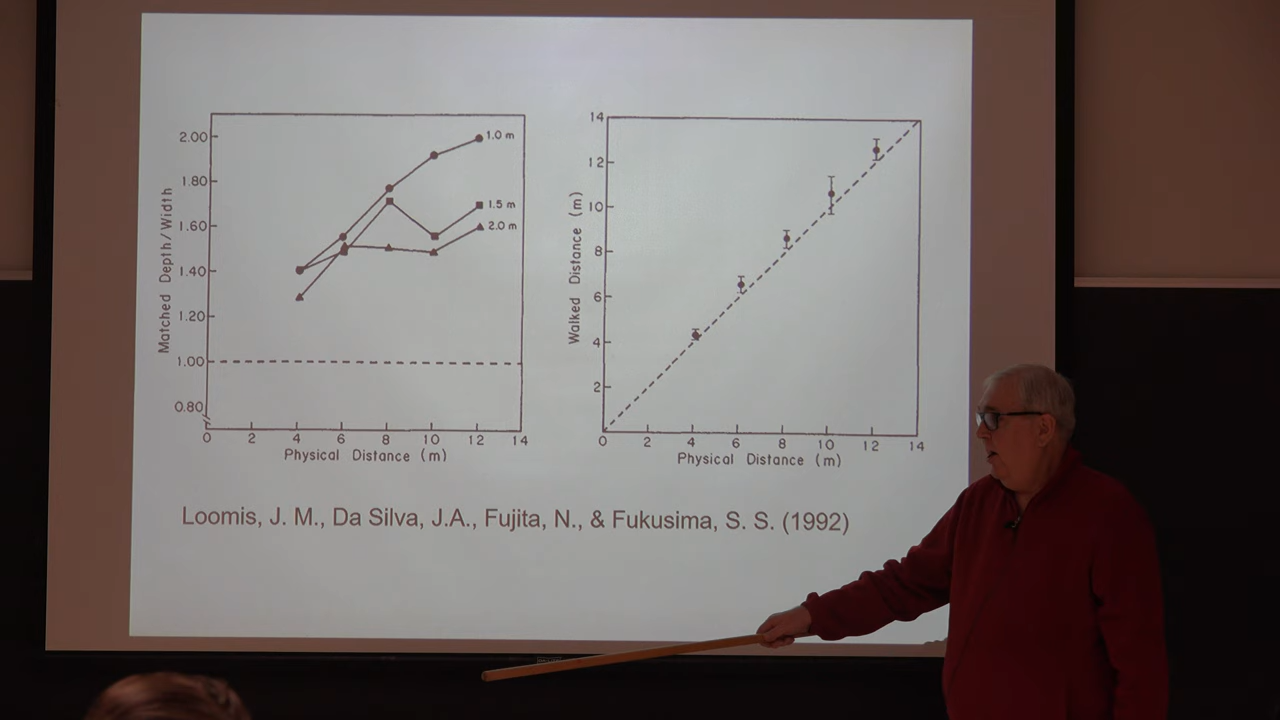 2.00
1.80
1.60
1.40
1.20
1.00
0.80
Matched Depth/Width
1.0 m
1.5 m
2.0 m
0 2 4 6 8 10 12 14
Physical Distance (m)
14
12
10
8
6
4
2
Walked Distance (m)
0 2 4 6 8 10 12 14
Physical Distance (m)
Loomis, J. M., Da Silva, J.A., Fujita, N., & Fukusima, S. S. (1992)